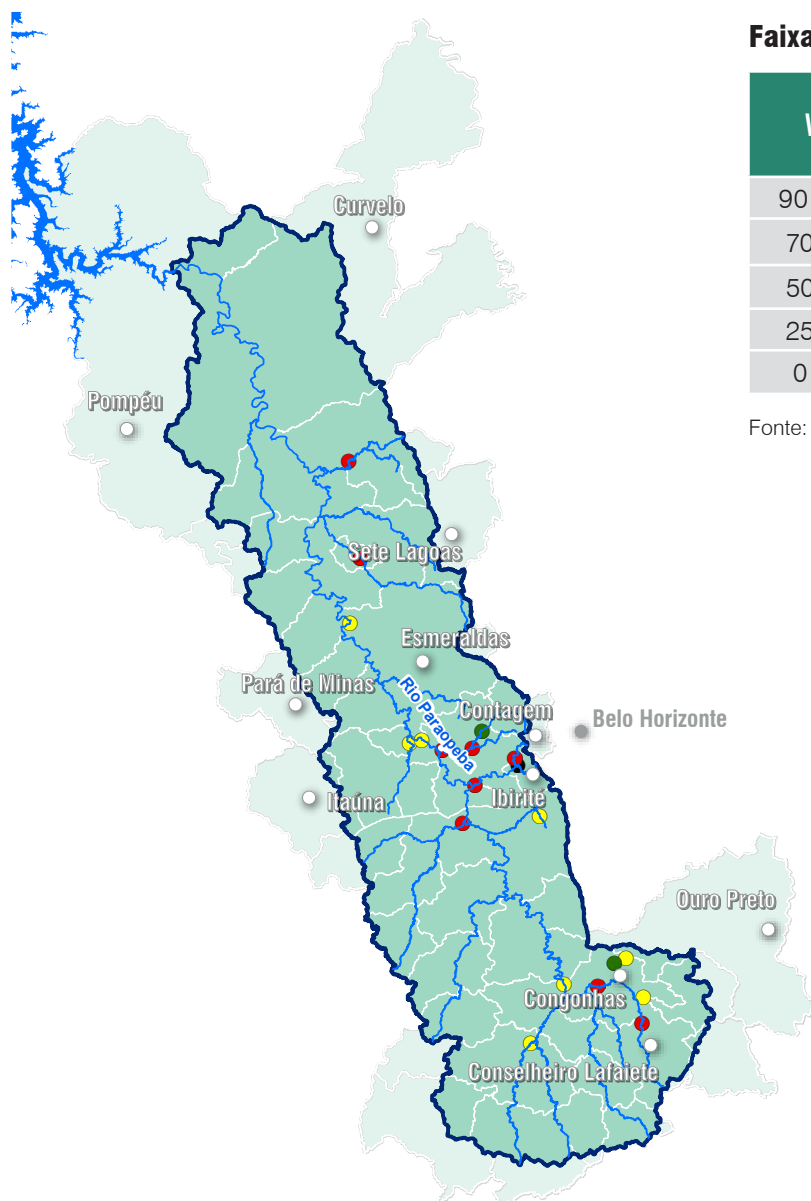 Faixa
90
70
50
25
0
Fonte:
Curvelo
Pompéu
Sete Lagoas
Esmeraldas
Pará de Minas
Rio Paraopeba
Contagem
Belo Horizonte
Itaúna
Ibirité
Ouro Preto
Congonhas
Conselheiro Lafaiete